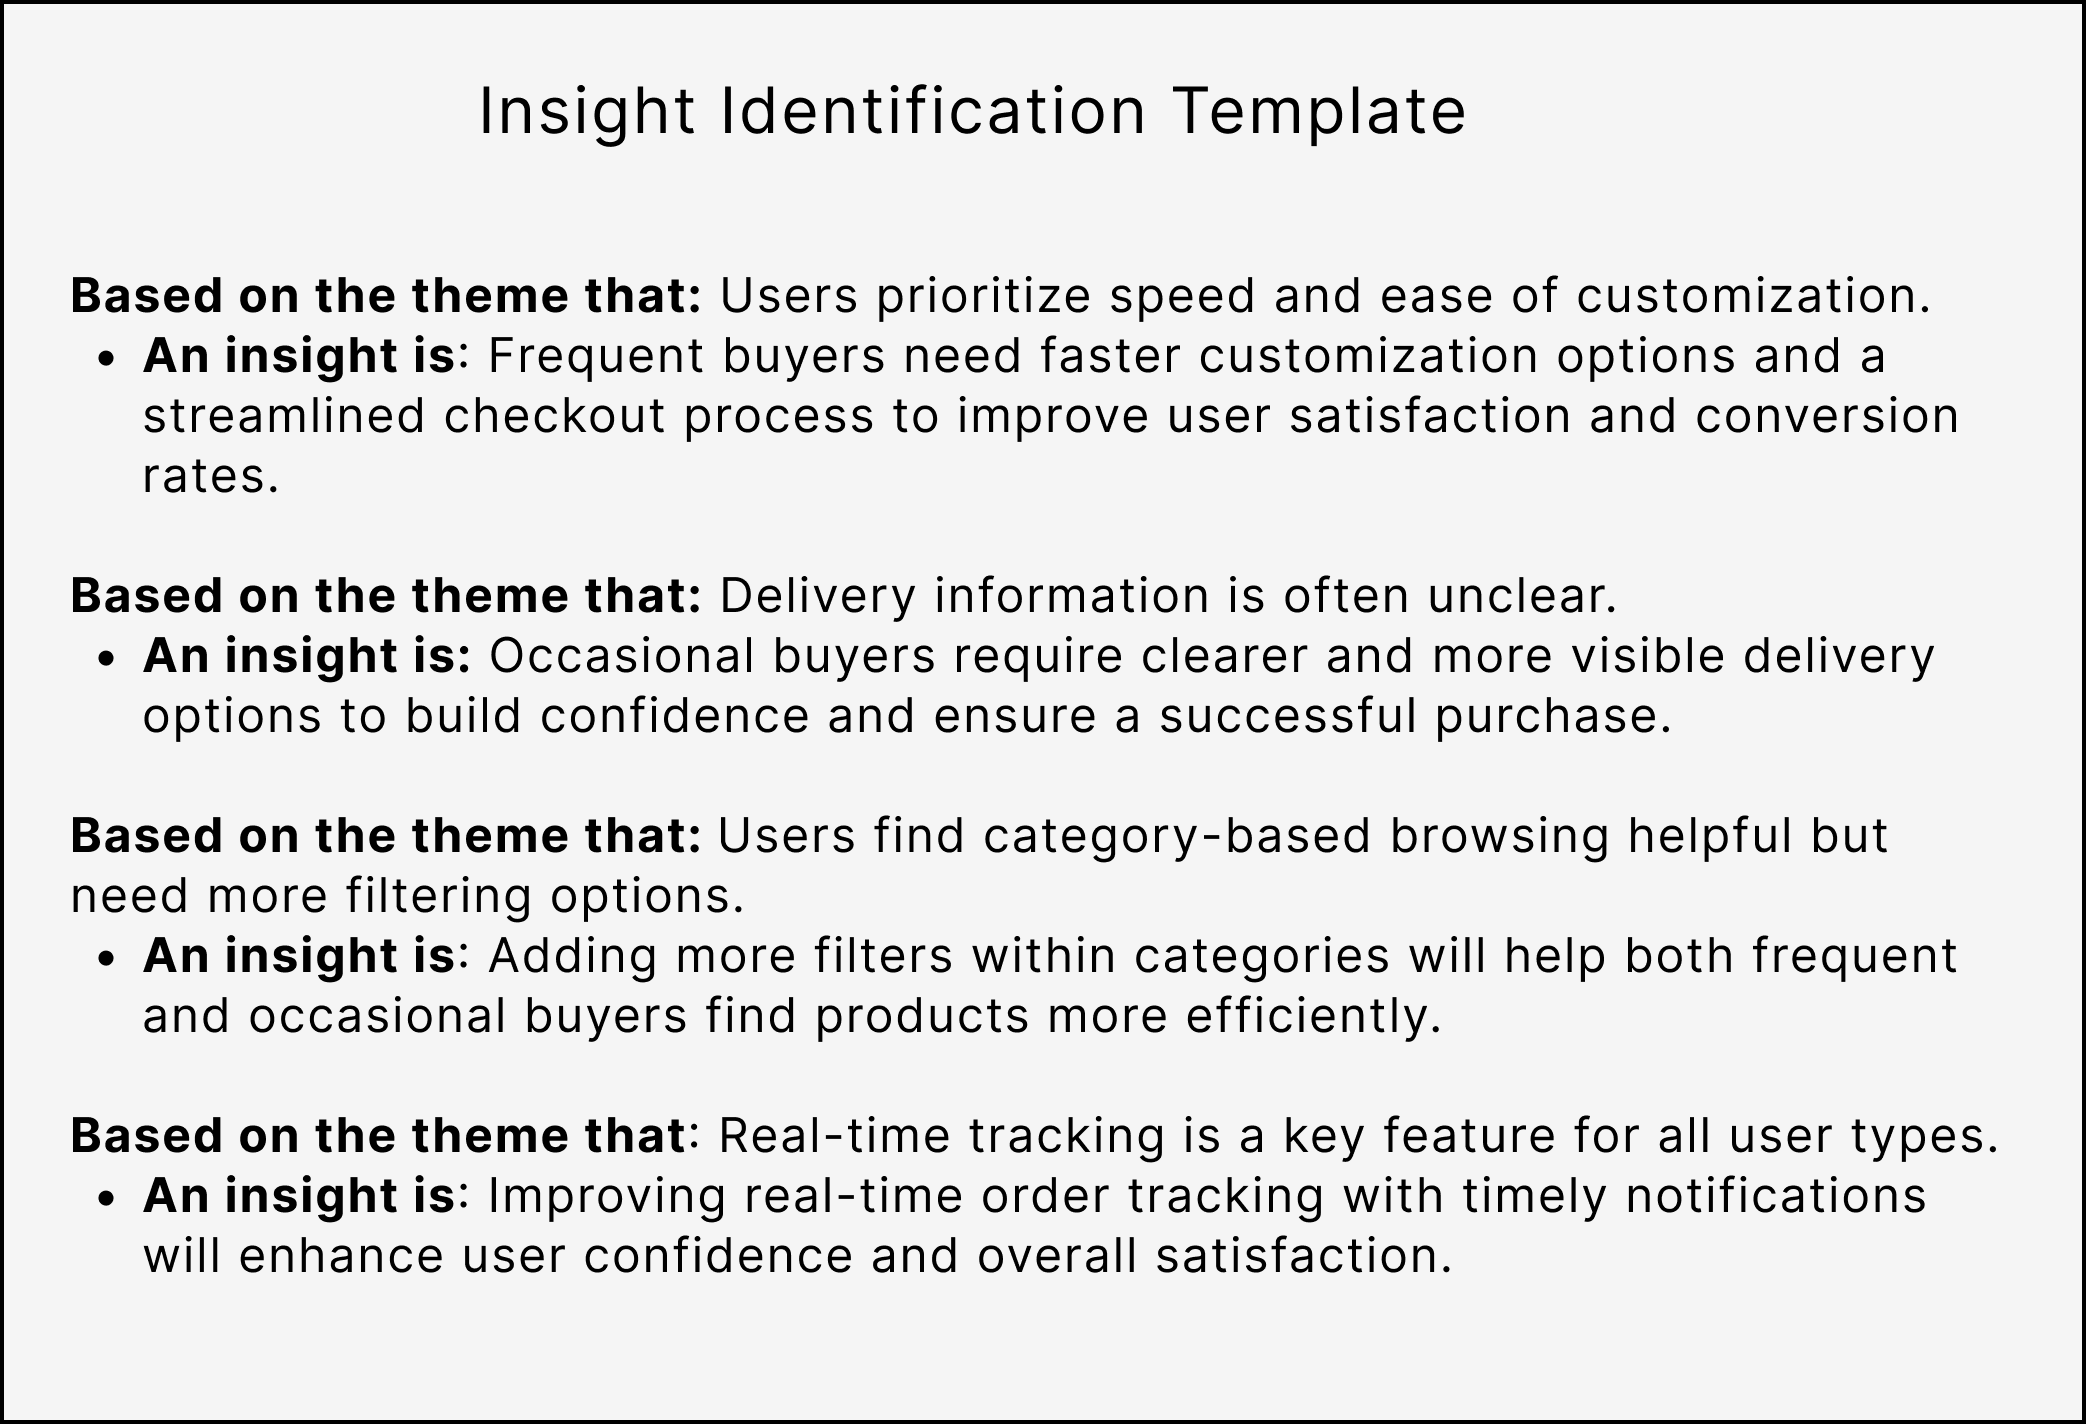 Insight Identification Template
Based on the theme that: Users prioritize speed and ease of customization.
• An insight is: Frequent buyers need faster customization options and a
streamlined checkout process to improve user satisfaction and conversion
rates.
Based on the theme that: Delivery information is often unclear.
• An insight is: Occasional buyers require clearer and more visible delivery
options to build confidence and ensure a successful purchase.
Based on the theme that: Users find category-based browsing helpful but
need more filtering options.
• An insight is: Adding more filters within categories will help both frequent
and occasional buyers find products more efficiently.
Based on the theme that: Real-time tracking is a key feature for all user types.
• An insight is: Improving real-time order tracking with timely notifications
will enhance user confidence and overall satisfaction.